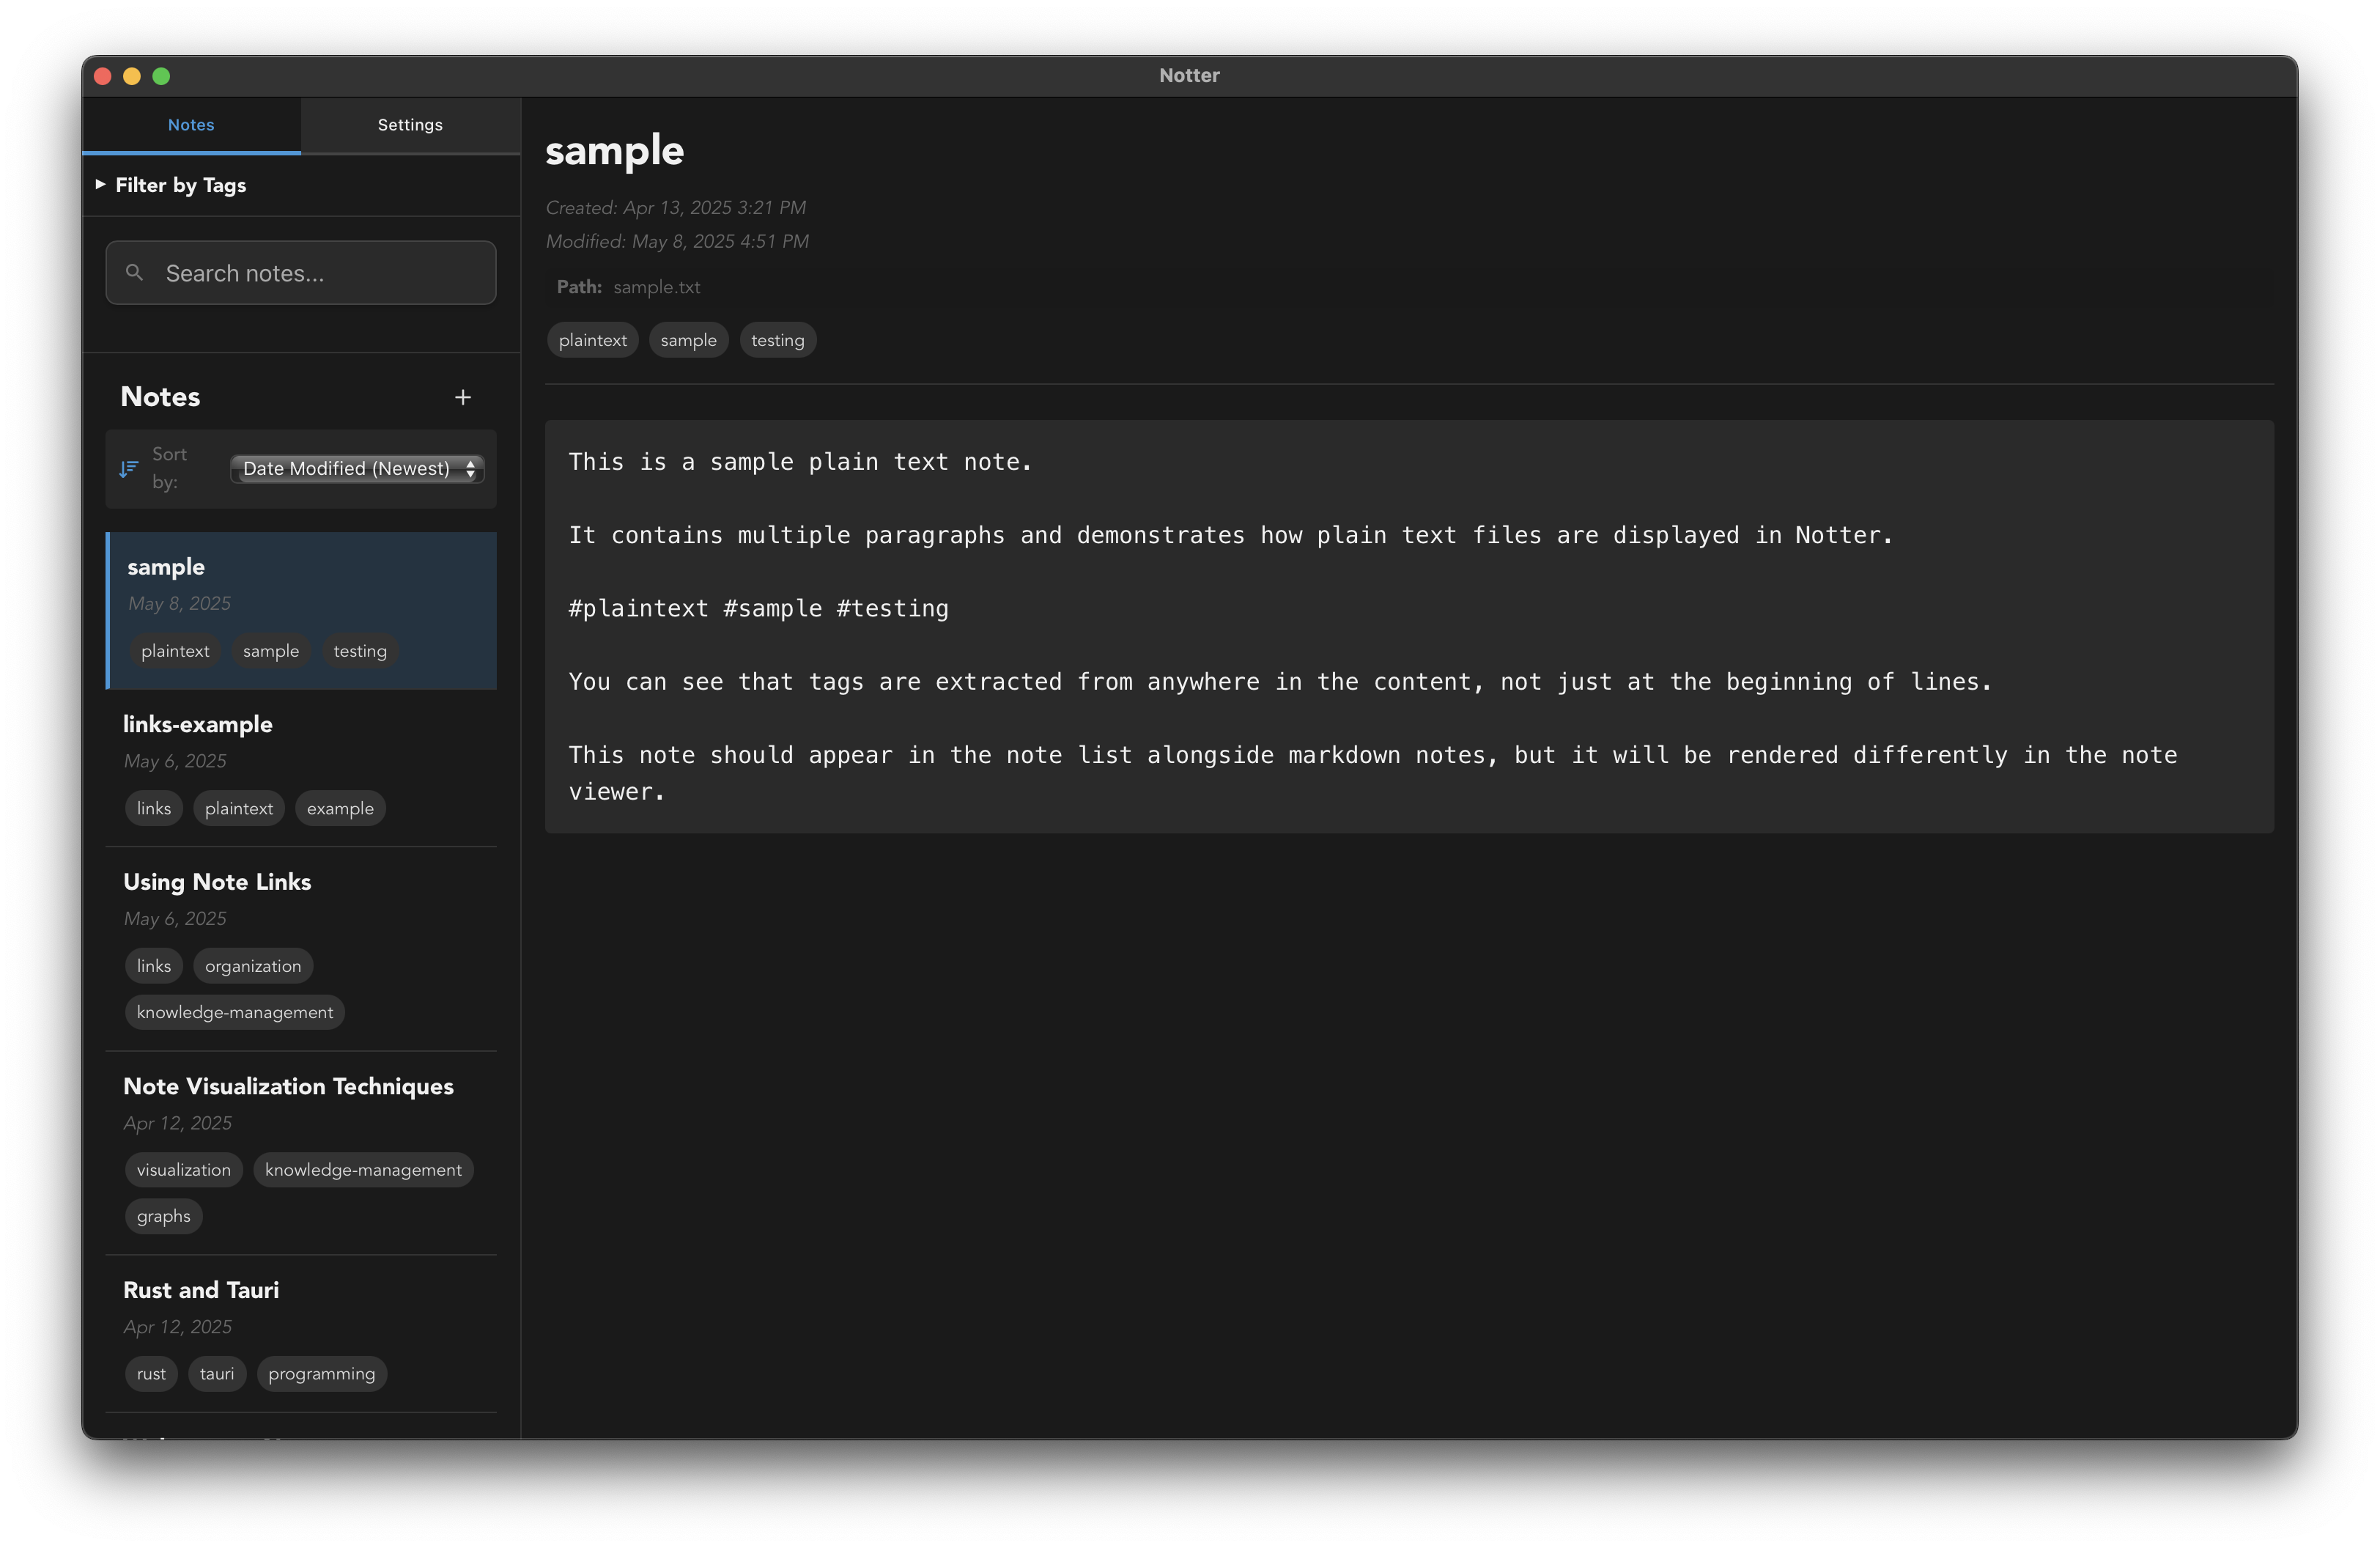 Notter
Notes
Settings
Filter by Tags
Search notes...
Notes
+
Sort
by:
Date Modified (Newest)
sample
May 8, 2025
plaintext sample testing
links-example
May 6, 2025
links plaintext example
Using Note Links
May 6, 2025
links organization
knowledge-management
Note Visualization Techniques
Apr 12, 2025
visualization knowledge-management
graphs
Rust and Tauri
Apr 12, 2025
rust tauri programming
sample
Created: Apr 13, 2025 3:21 PM
Modified: May 8, 2025 4:51 PM
Path: sample.txt
plaintext sample testing
This is a sample plain text note.
It contains multiple paragraphs and demonstrates how plain text files are displayed in Notter.
#plaintext #sample #testing
You can see that tags are extracted from anywhere in the content, not just at the beginning of lines.
This note should appear in the note list alongside markdown notes, but it will be rendered differently in the note
viewer.